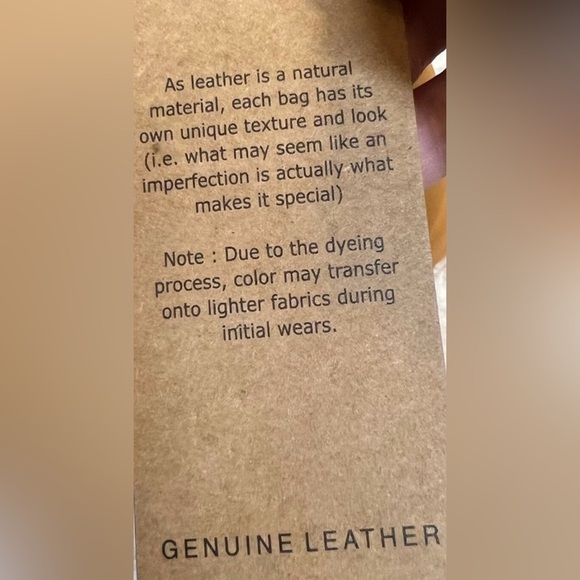 As leather is a natural
material, each bag has its
own unique texture and look
(i.e. what may seem like an
imperfection is actually what
makes it special)
Note : Due to the dyeing
process, color may transfer
onto lighter fabrics during
initial wears.
GENUINE LEATHER